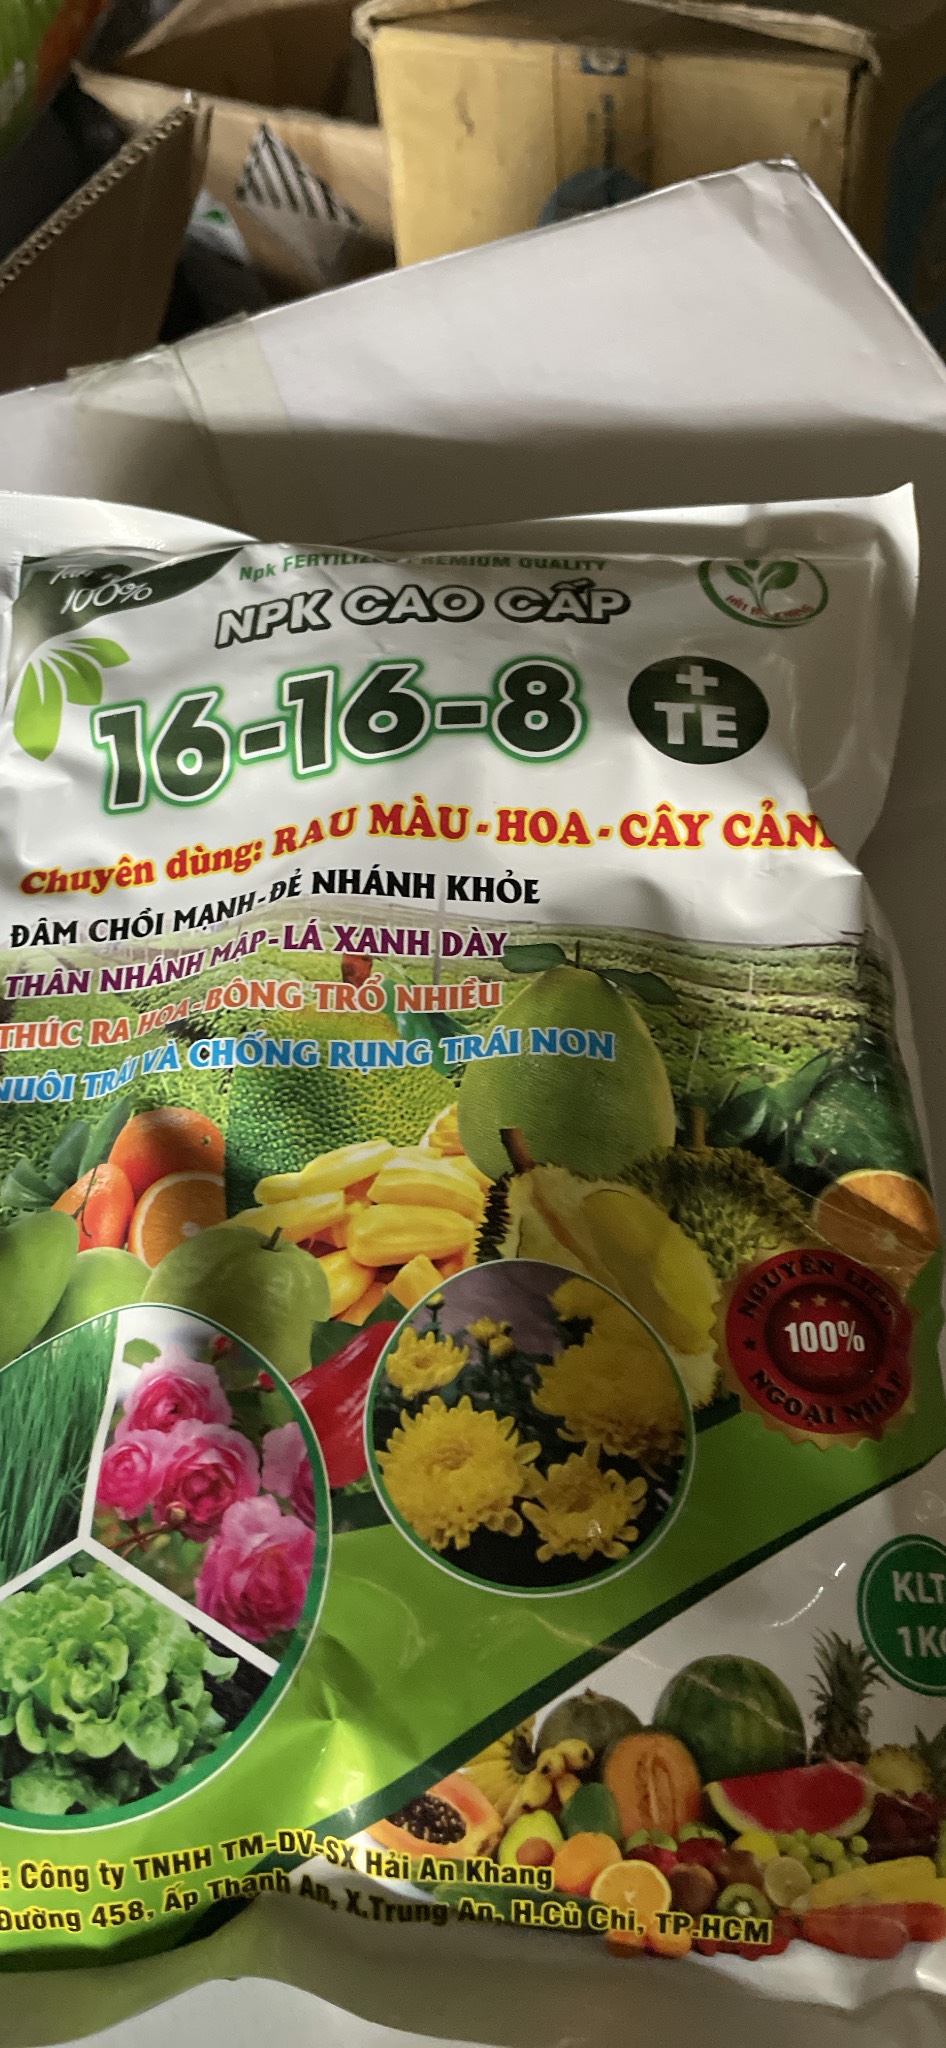 100%
Npk FERTILIZER PREMIUM QUALITY
NPK CAO CẤP
16-16-8
+
TE
Chuyên dùng: RAU MÀU - HOA - CÂY CẢN
ĐÂM CHỒI MẠNH - ĐẺ NHÁNH KHỎE
THÂN NHÁNH MẬP - LÁ XANH DÀY
THÚC RA HOA - BÔNG TRỔ NHIỀU
NUÔI TRÁI VÀ CHỐNG RỤNG TRÁI NON
NGUYÊN LIỆU
100%
NGOẠI NHẬP
KLT
1KG
: Công ty TNHH TM-DV-SX Hải An Khang
Đường 458, Ấp Thạnh An, X.Trung An, H.Củ Chi, TP.HCM